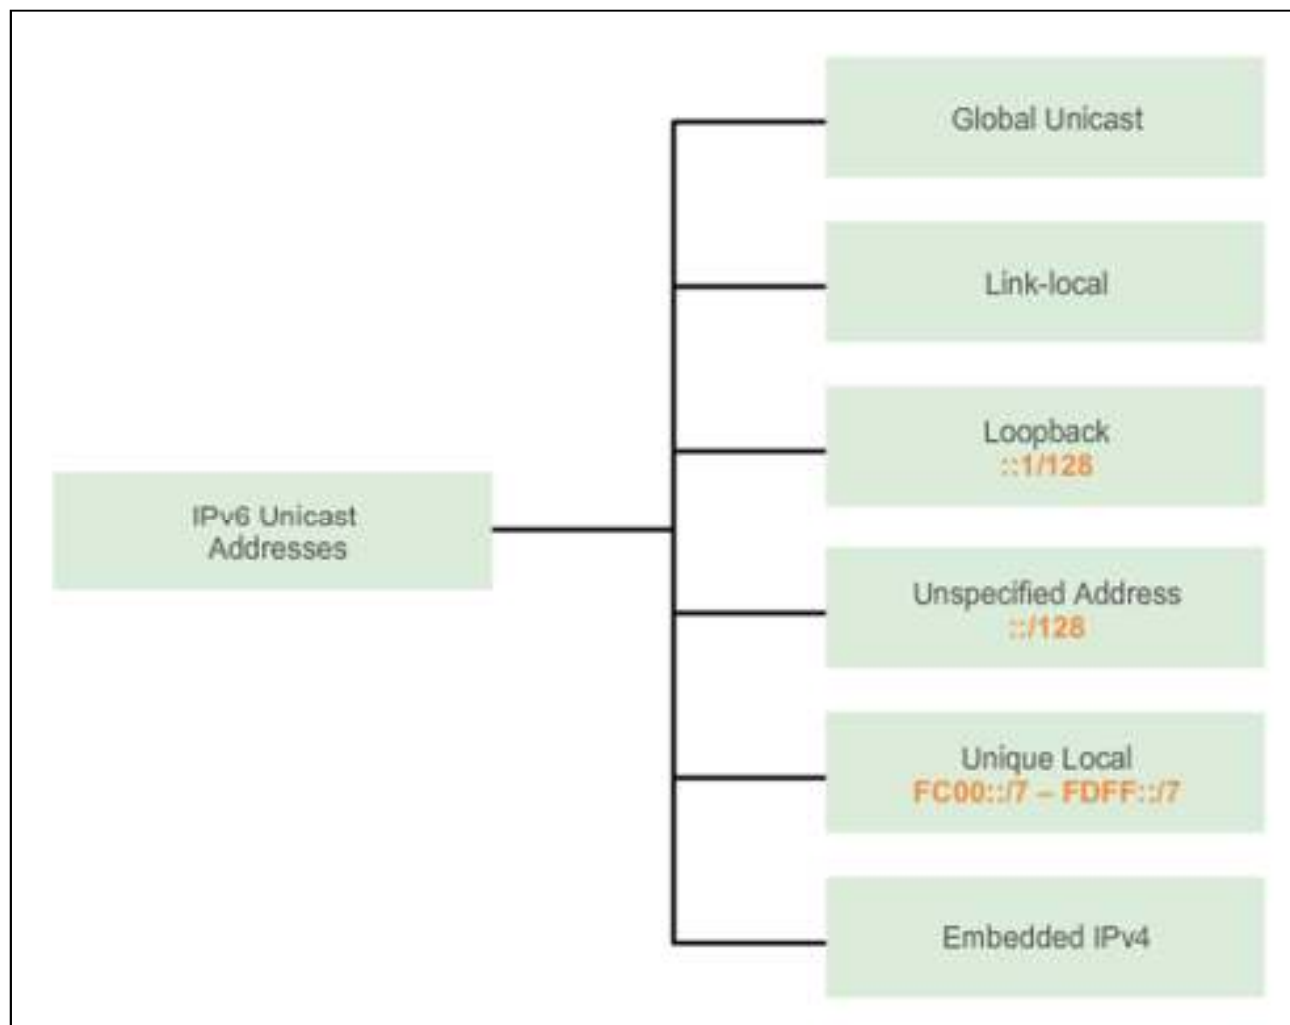 Global Unicast
Link-local
Loopback
::1/128
IPv6 Unicast
Addresses
Unspecified Address
::/128
Unique Local
FC00::/7 – FDFF::/7
Embedded IPv4